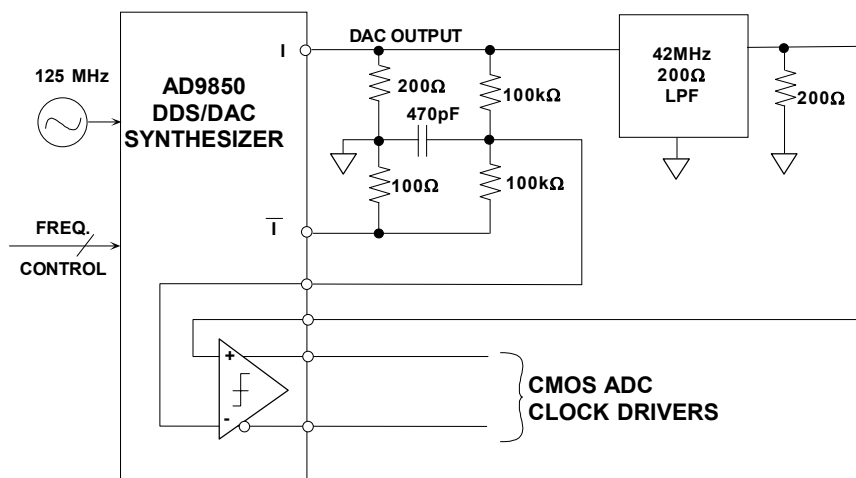 125 MHz
AD9850
DDS/DAC
SYNTHESIZER
FREQ.
CONTROL
I
DAC OUTPUT
200Ω
100kΩ
470pF
100Ω
100kΩ
I
42MHz
200Ω
LPF
200Ω
+
-
CMOS ADC
CLOCK DRIVERS